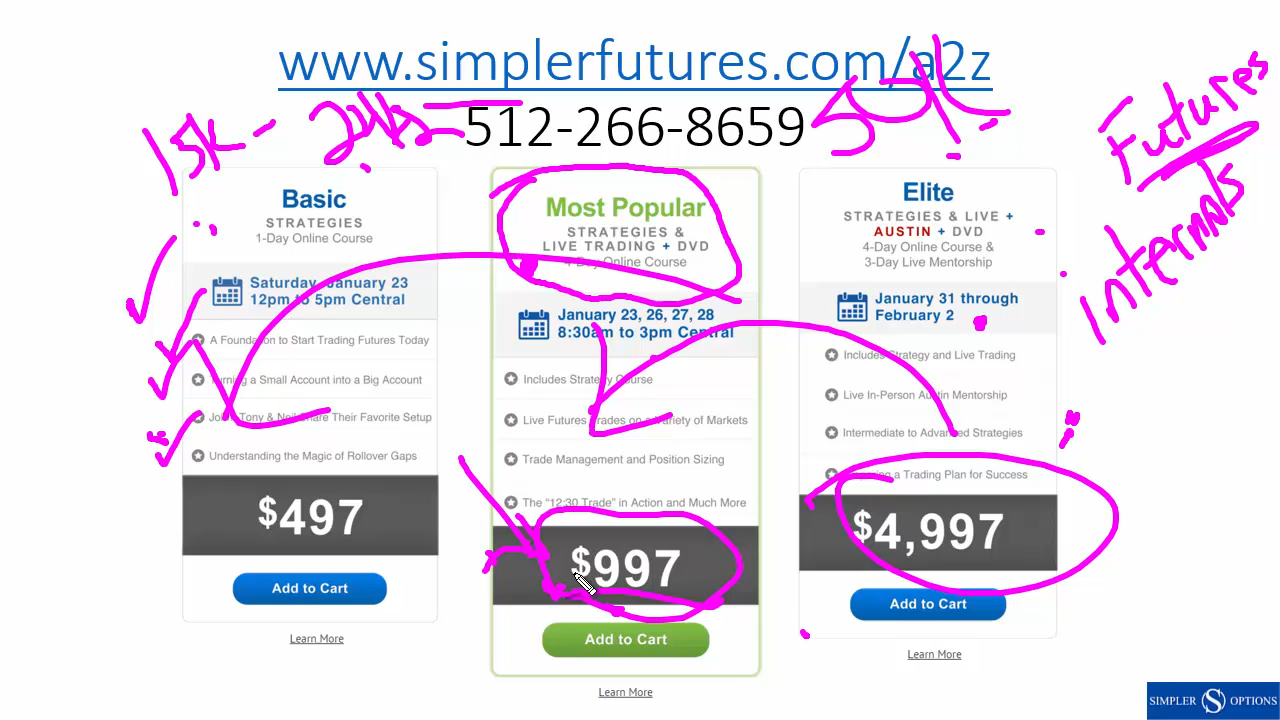 www.simplerfutures.com/a2z
512-266-8659
15K - 24K
50K
Futures
internals
Basic
STRATEGIES
1-Day Online Course
Saturday, January 23
12pm to 5pm Central
A Foundation to Start Trading Futures Today
Turning a Small Account into a Big Account
Join Tony & Neil Share Their Favorite Setup
Understanding the Magic of Rollover Gaps
$497
Add to Cart
Learn More
Most Popular
STRATEGIES &
LIVE TRADING + DVD
4-Day Online Course
January 23, 26, 27, 28
8:30am to 3pm Central
Includes Strategy Course
Live Futures Trades on a Variety of Markets
Trade Management and Position Sizing
The "12:30 Trade" in Action and Much More
$997
Add to Cart
Learn More
Elite
STRATEGIES & LIVE +
AUSTIN + DVD
4-Day Online Course &
3-Day Live Mentorship
January 31 through
February 2
Includes Strategy and Live Trading
Live In-Person Austin Mentorship
Intermediate to Advanced Strategies
a Trading Plan for Success
$4,997
Add to Cart
Learn More
SIMPLER OPTIONS